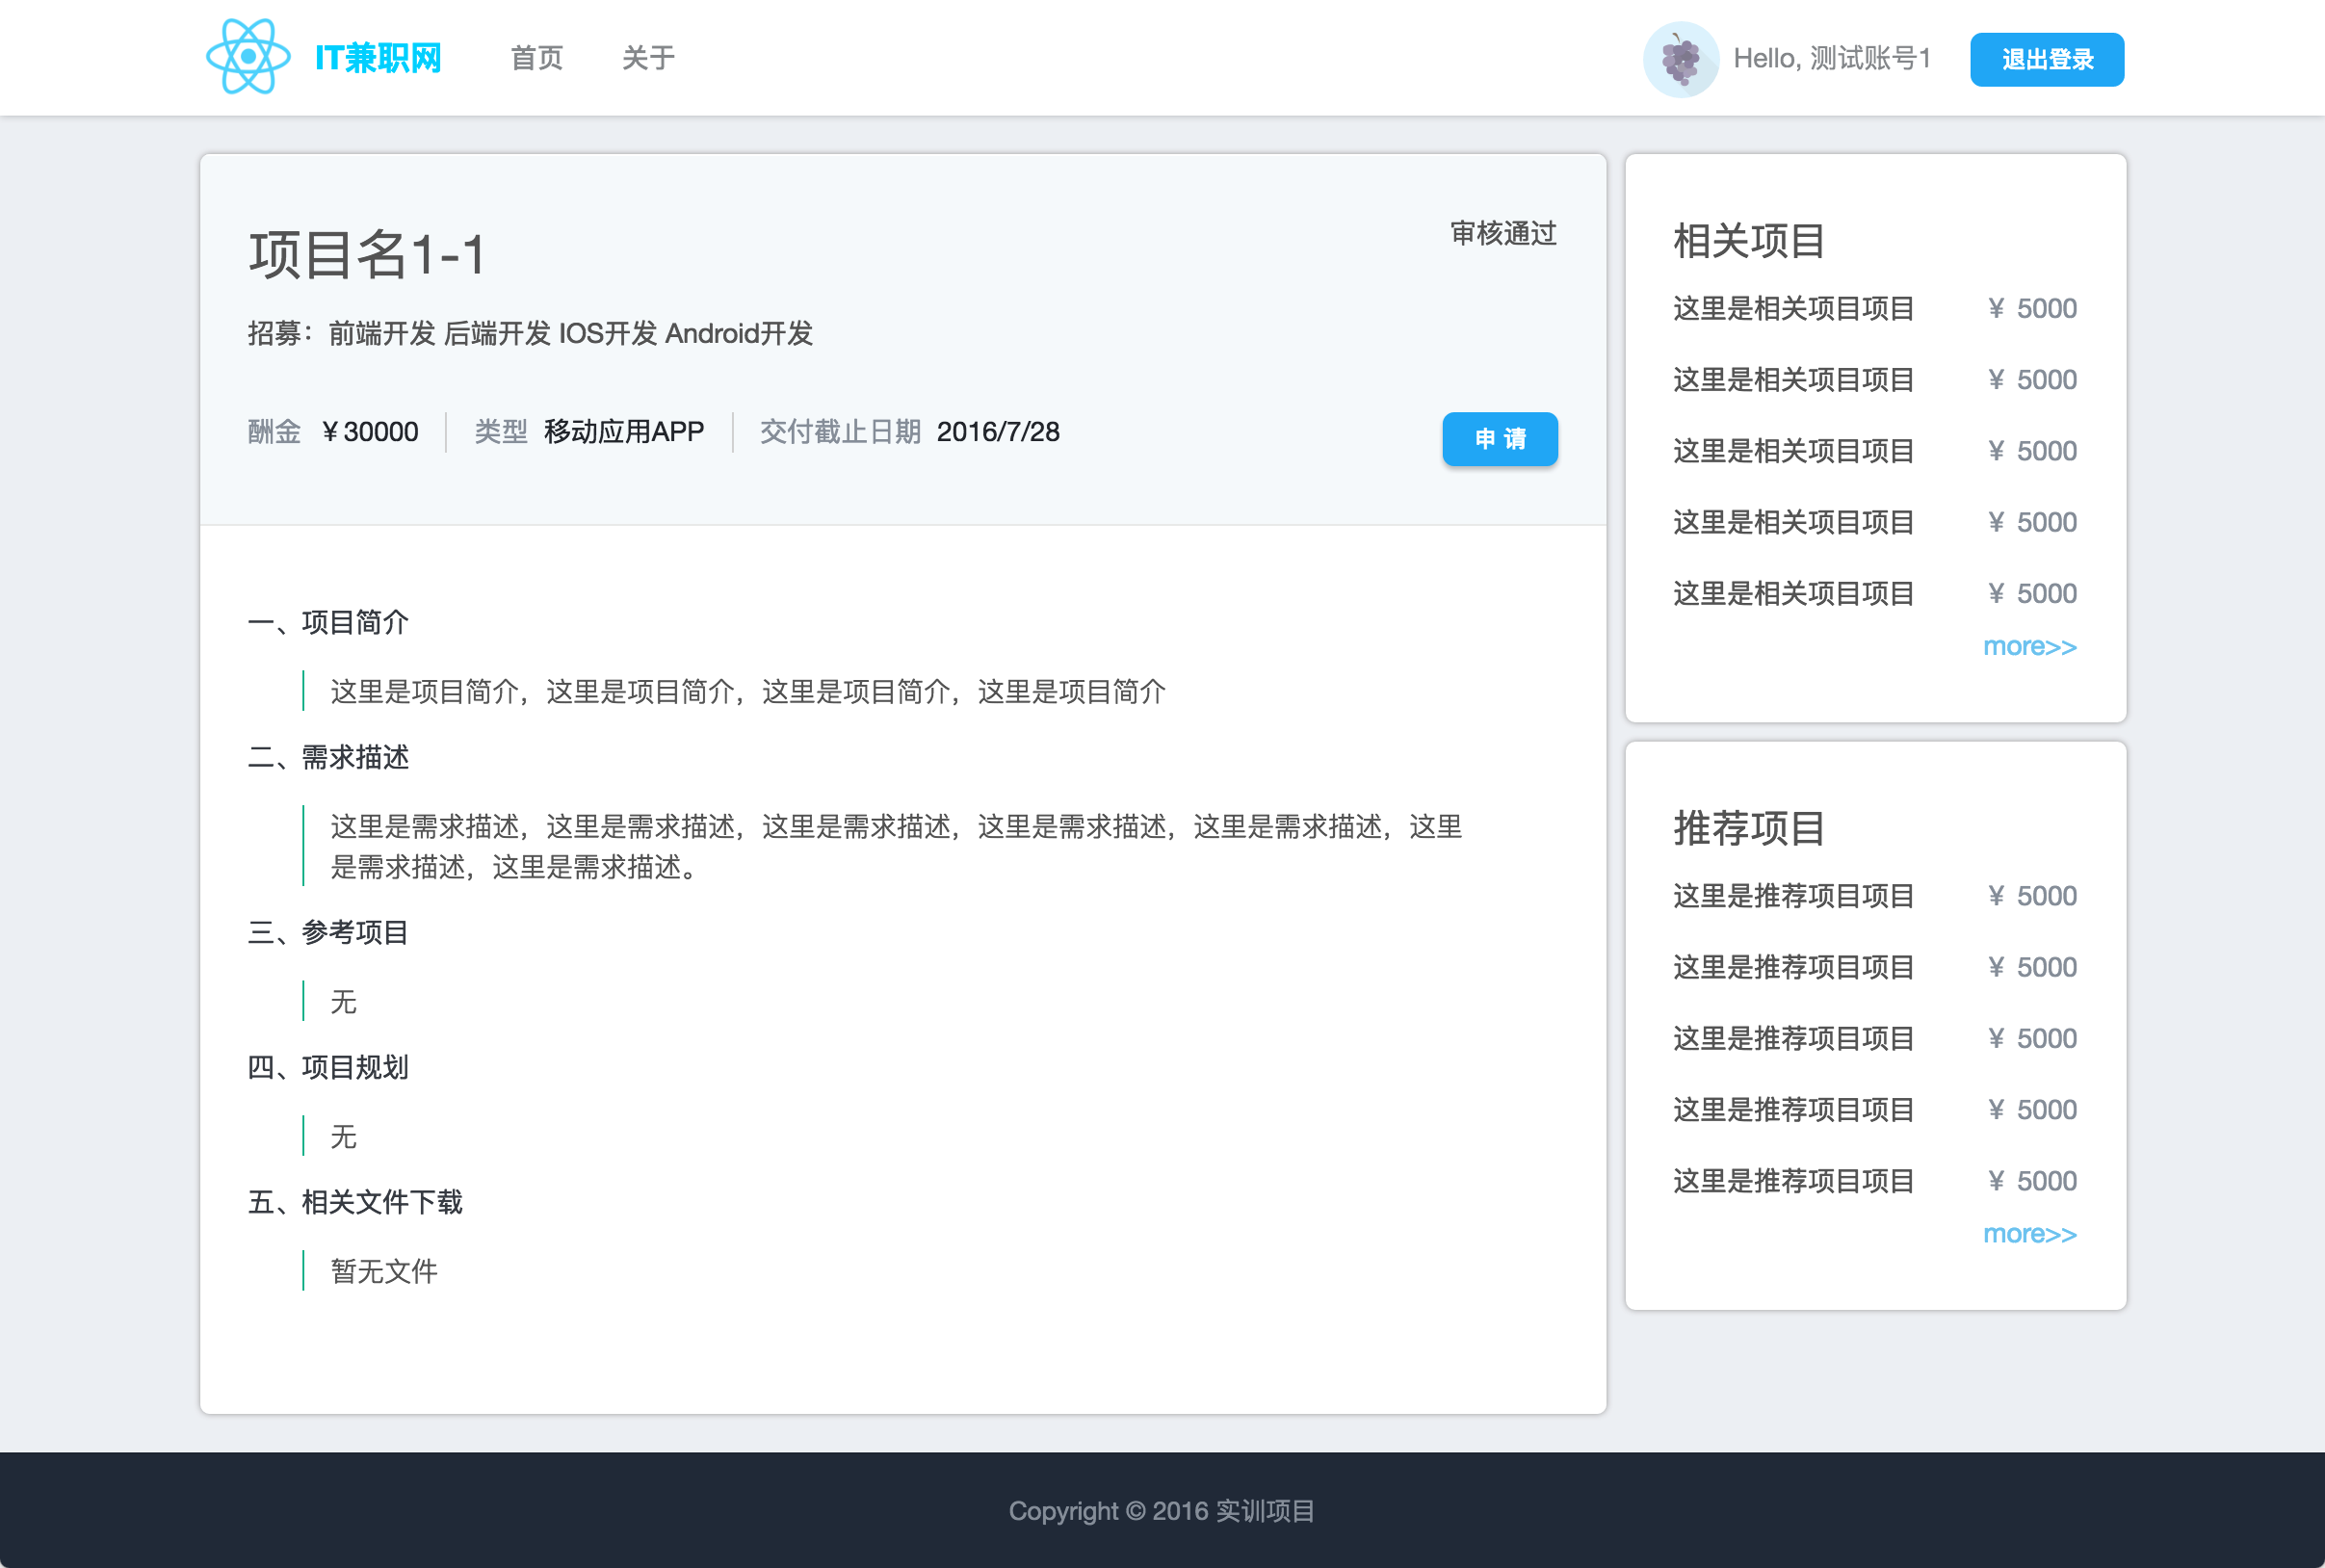 IT兼职网 首页 关于 Hello, 测试账号1 退出登录
项目名1-1
审核通过
招募：前端开发 后端开发 IOS开发 Android开发
酬金 ￥30000 类型 移动应用APP 交付截止日期 2016/7/28
申 请
一、项目简介
这里是项目简介，这里是项目简介，这里是项目简介，这里是项目简介
二、需求描述
这里是需求描述，这里是需求描述，这里是需求描述，这里是需求描述，这里是需求描述，这里
是需求描述，这里是需求描述。
三、参考项目
无
四、项目规划
无
五、相关文件下载
暂无文件
相关项目
这里是相关项目项目 ￥ 5000
这里是相关项目项目 ￥ 5000
这里是相关项目项目 ￥ 5000
这里是相关项目项目 ￥ 5000
这里是相关项目项目 ￥ 5000
more>>
推荐项目
这里是推荐项目项目 ￥ 5000
这里是推荐项目项目 ￥ 5000
这里是推荐项目项目 ￥ 5000
这里是推荐项目项目 ￥ 5000
这里是推荐项目项目 ￥ 5000
more>>
Copyright © 2016 实训项目